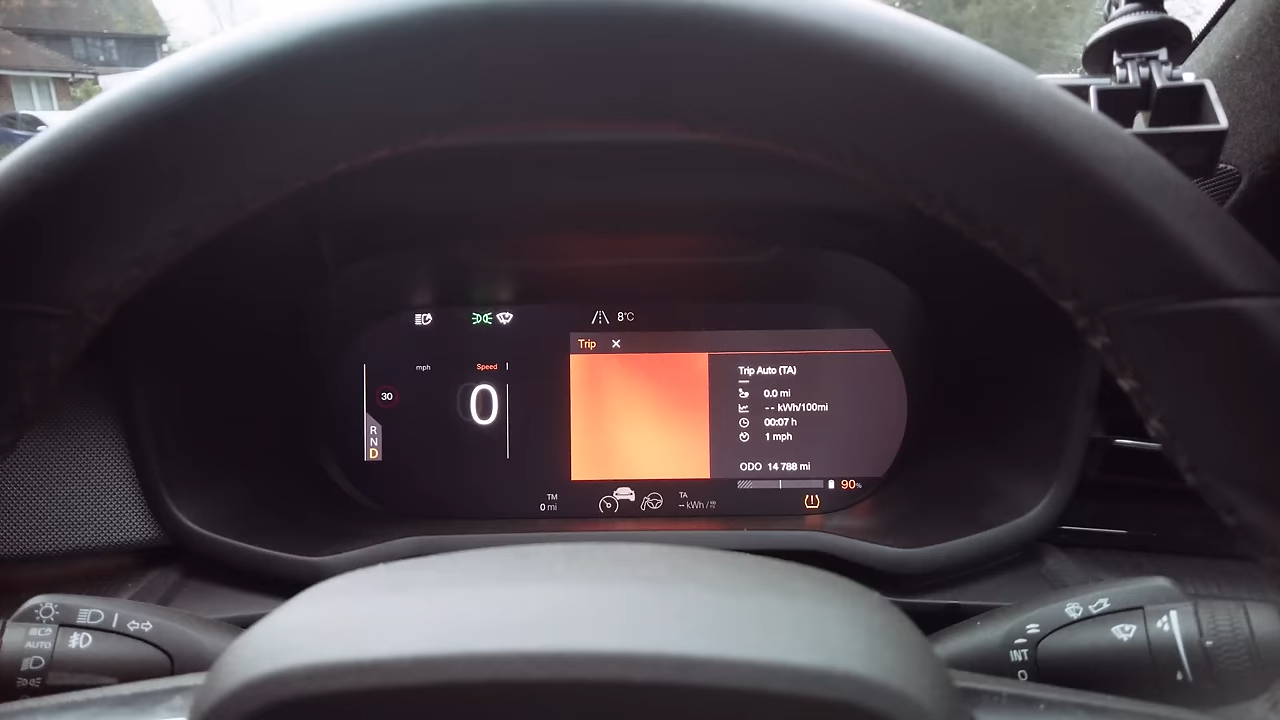 8°C
Trip ✕
mph Speed
30
0
R
N
D
Trip Auto (TA)
0.0 mi
-- kWh/100mi
00:07 h
1 mph
ODO 14 788 mi
90%
TM
0 mi
TA
-- kWh /
AUTO
INT
O